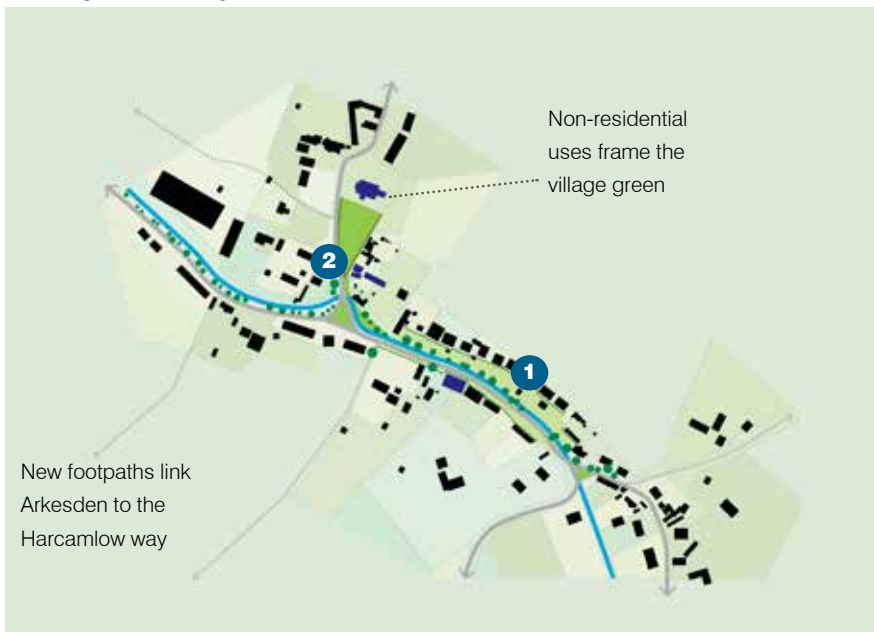 Non-residential
uses frame the
village green
2
1
New footpaths link
Arkesden to the
Harcamlow way